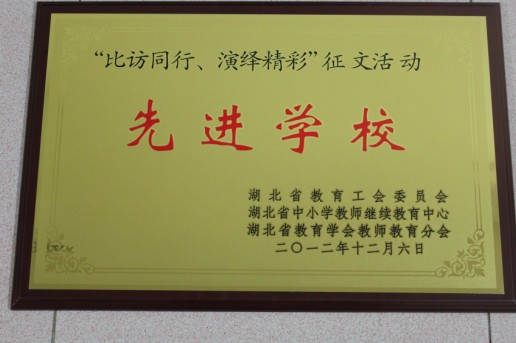 “比访同行、演绎精彩”征文活动
先进学校
湖北省教育工会委员会
湖北省中小学教师继续教育中心
湖北省教育学会教师教育分会
二〇一二年十二月六日